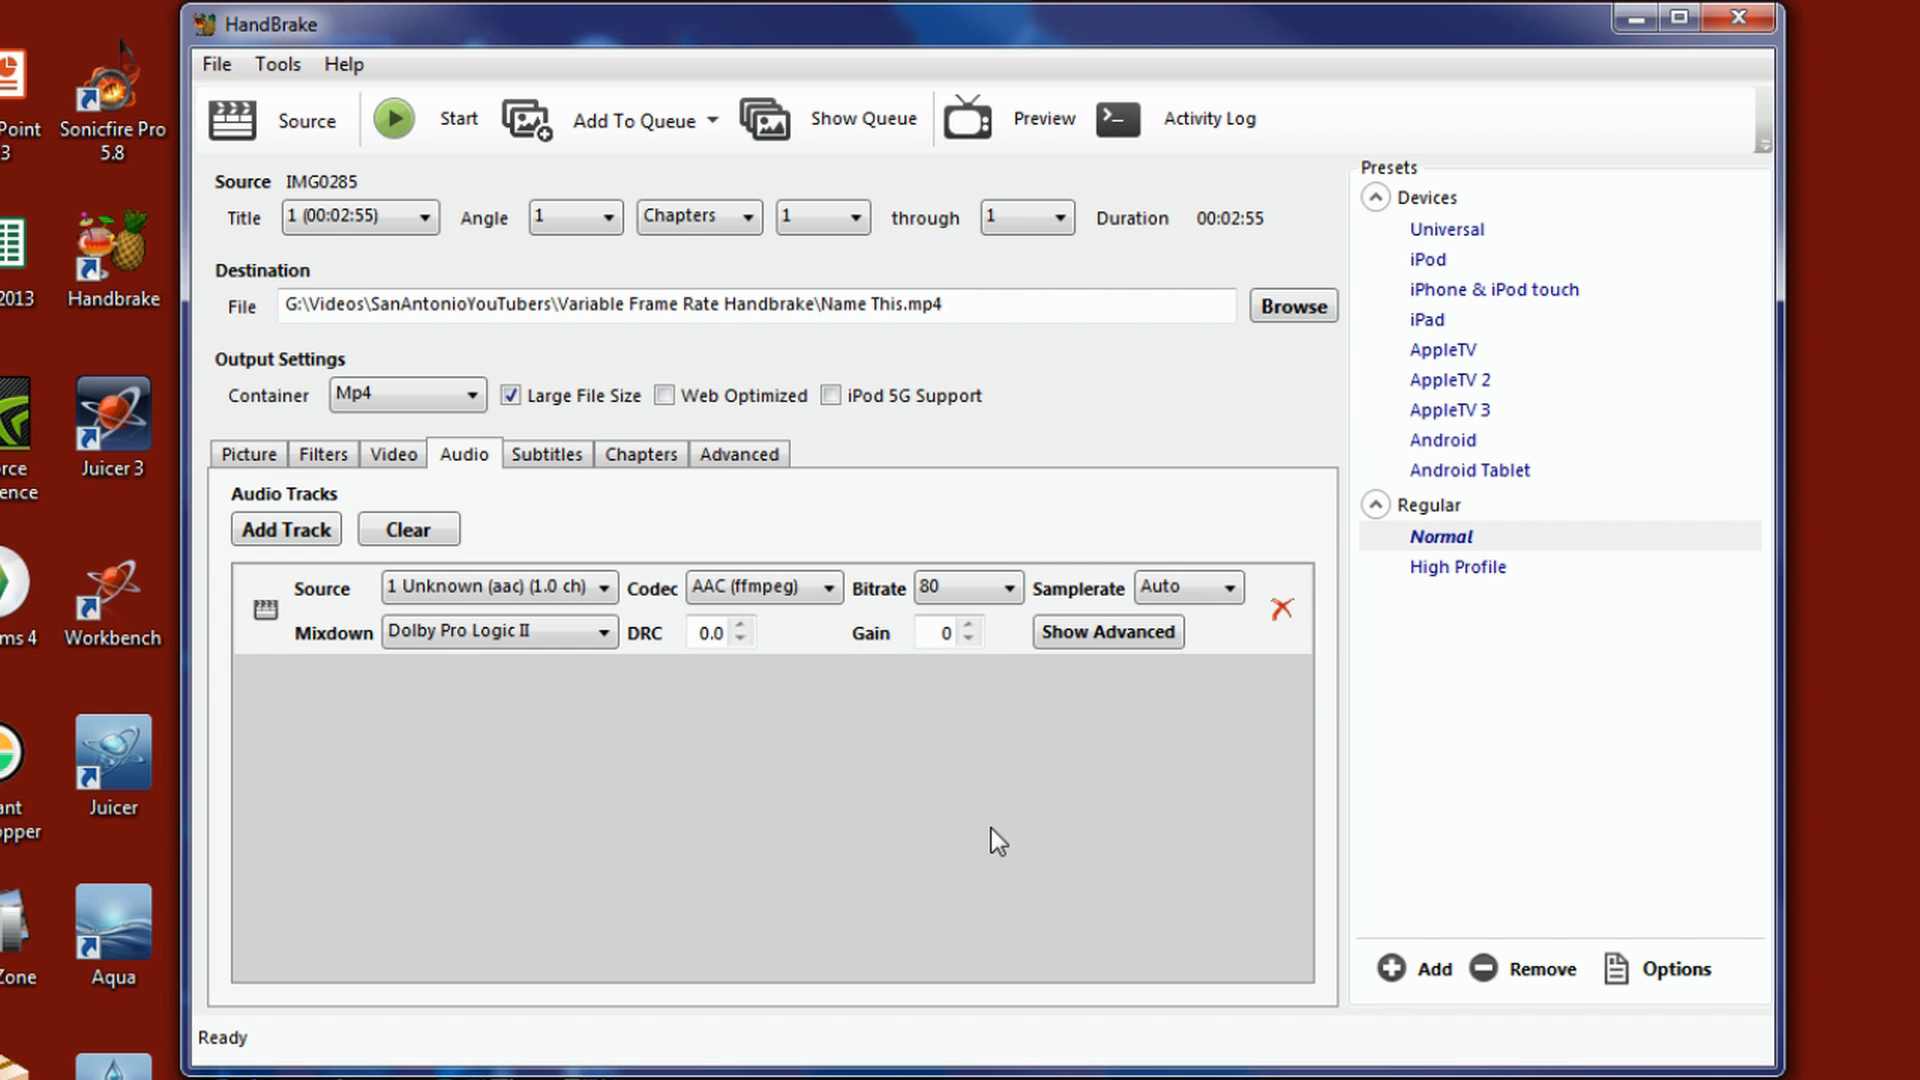 HandBrake
File Tools Help
Source Start Add To Queue Show Queue Preview Activity Log
Source IMG0285
Title 1 (00:02:55) Angle 1 Chapters 1 through 1 Duration 00:02:55
Destination
File G:\Videos\SanAntonioYouTubers\Variable Frame Rate Handbrake\Name This.mp4 Browse
Output Settings
Container Mp4 Large File Size Web Optimized iPod 5G Support
Picture Filters Video Audio Subtitles Chapters Advanced
Audio Tracks
Add Track Clear
Source 1 Unknown (aac) (1.0 ch) Codec AAC (ffmpeg) Bitrate 80 Samplerate Auto
Mixdown Dolby Pro Logic II DRC 0.0 Gain 0 Show Advanced
Presets
Devices
Universal
iPod
iPhone & iPod touch
iPad
AppleTV
AppleTV 2
AppleTV 3
Android
Android Tablet
Regular
Normal
High Profile
Add Remove Options
Ready
Point
3
Sonicfire Pro
5.8
2013
Handbrake
rce
ence
Juicer 3
ms 4
Workbench
ant
opper
Juicer
Zone
Aqua